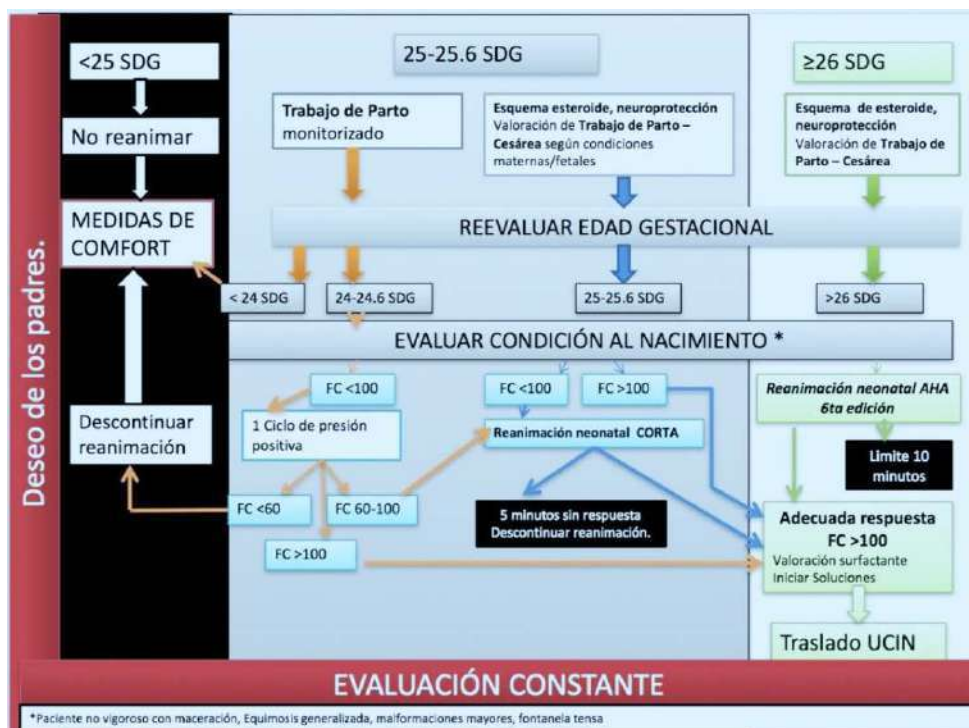 <25 SDG
No reanimar
MEDIDAS DE
COMFORT
Descontinuar
reanimación
Deseo de los padres.
25-25.6 SDG
Trabajo de Parto
monitorizado
Esquema esteroide, neuroprotección
Valoración de Trabajo de Parto –
Cesárea según condiciones
maternas/fetales
≥26 SDG
Esquema de esteroide,
neuroprotección
Valoración de Trabajo de
Parto – Cesárea
REEVALUAR EDAD GESTACIONAL
< 24 SDG
24-24.6 SDG
25-25.6 SDG
>26 SDG
EVALUAR CONDICIÓN AL NACIMIENTO *
FC <100
1 Ciclo de presión
positiva
FC <60
FC 60-100
FC >100
FC <100
FC >100
Reanimación neonatal CORTA
5 minutos sin respuesta
Descontinuar reanimación.
Reanimación neonatal AHA
6ta edición
Limite 10
minutos
Adecuada respuesta
FC >100
Valoración surfactante
Iniciar Soluciones
Traslado UCIN
EVALUACIÓN CONSTANTE
*Paciente no vigoroso con maceración, Equimosis generalizada, malformaciones mayores, fontanela tensa